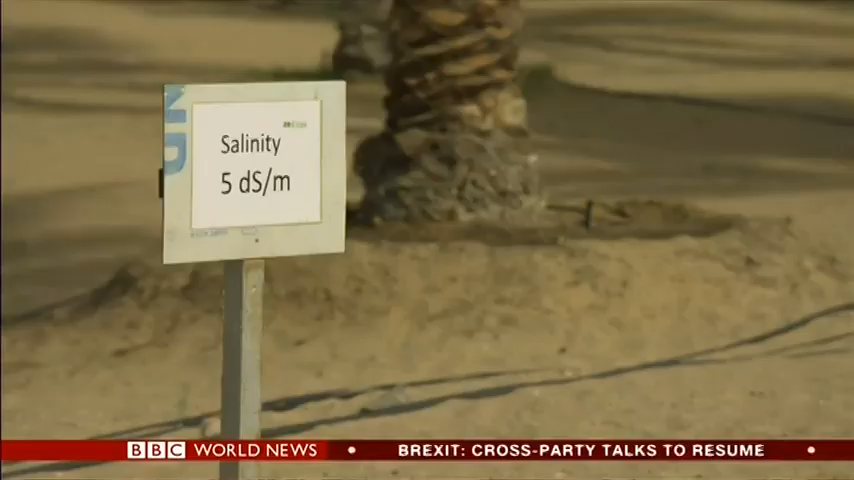 Salinity
5 dS/m
BBC WORLD NEWS • BREXIT: CROSS-PARTY TALKS TO RESUME •